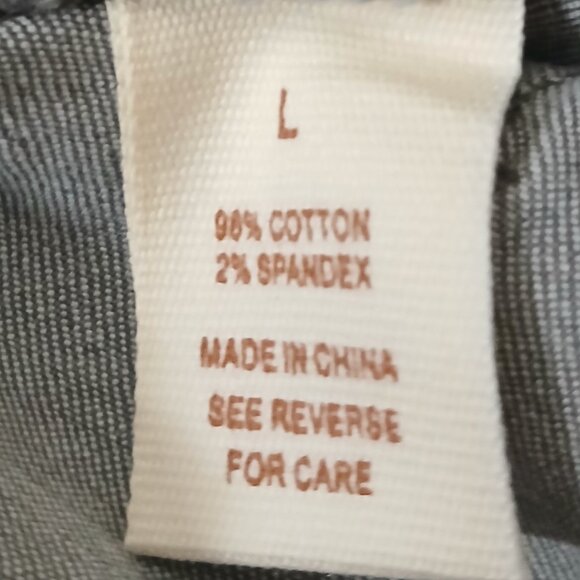 L
98% COTTON
2% SPANDEX
MADE IN CHINA
SEE REVERSE
FOR CARE